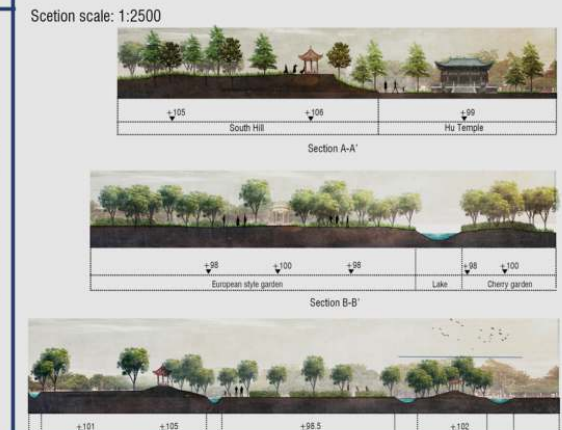 Scetion scale: 1:2500
+105 +106 +99
South Hill Hu Temple
Section A-A'
+98 +100 +98
+98 +100
European style garden Lake Cherry garden
Section B-B'
+101 +105 +98.5 +102